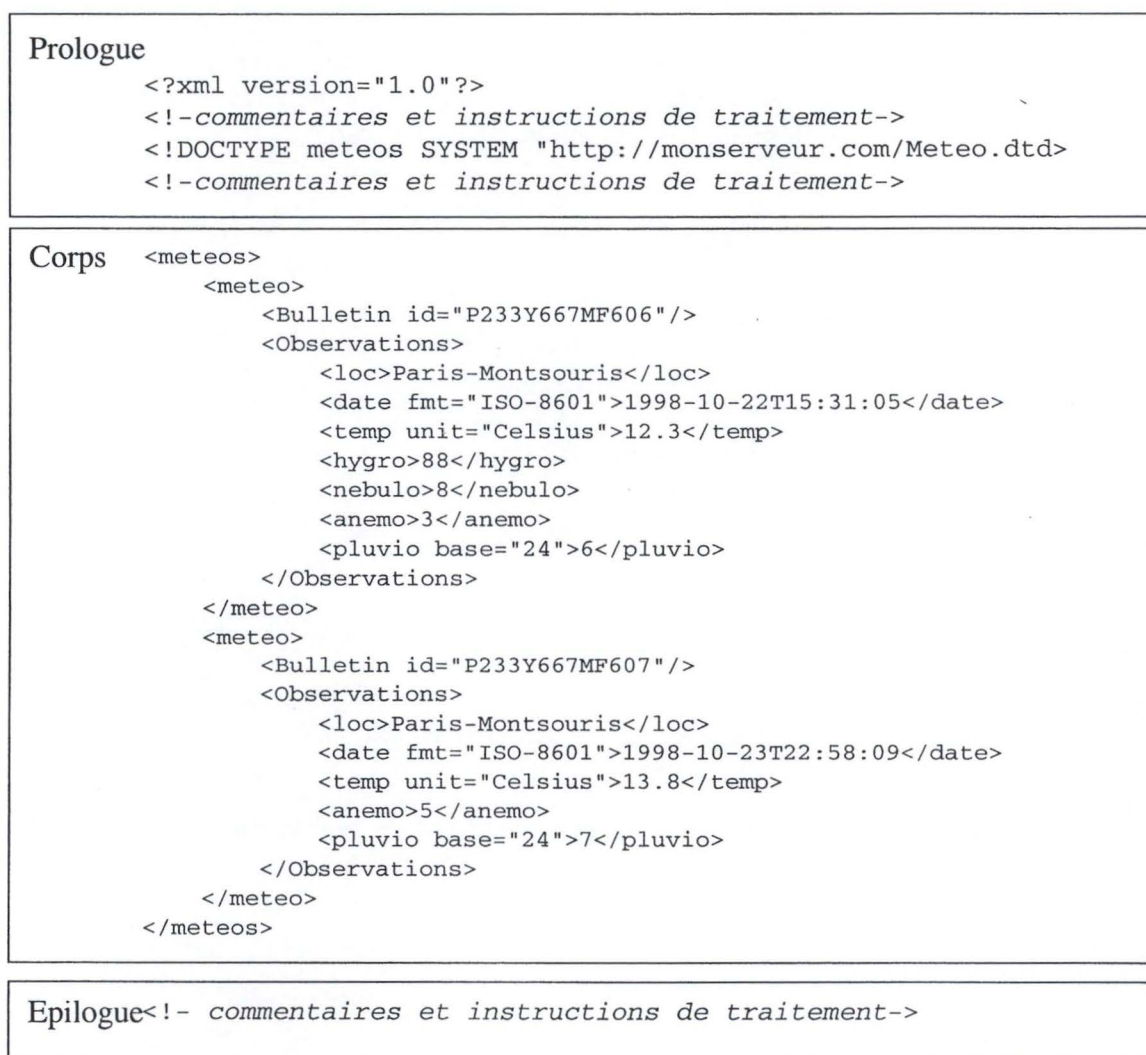 Prologue
<?xml version="1.0"?>
<!-commentaires et instructions de traitement->
<!DOCTYPE meteos SYSTEM "http://monserveur.com/Meteo.dtd>
<!-commentaires et instructions de traitement->
Corps <meteos>
<meteo>
<Bulletin id="P233Y667MF606"/>
<Observations>
<loc>Paris-Montsouris</loc>
<date fmt="ISO-8601">1998-10-22T15:31:05</date>
<temp unit="Celsius">12.3</temp>
<hygro>88</hygro>
<nebulo>8</nebulo>
<anemo>3</anemo>
<pluvio base="24">6</pluvio>
</Observations>
</meteo>
<meteo>
<Bulletin id="P233Y667MF607"/>
<Observations>
<loc>Paris-Montsouris</loc>
<date fmt="ISO-8601">1998-10-23T22:58:09</date>
<temp unit="Celsius">13.8</temp>
<anemo>5</anemo>
<pluvio base="24">7</pluvio>
</Observations>
</meteo>
</meteos>
Epilogue<!- commentaires et instructions de traitement->